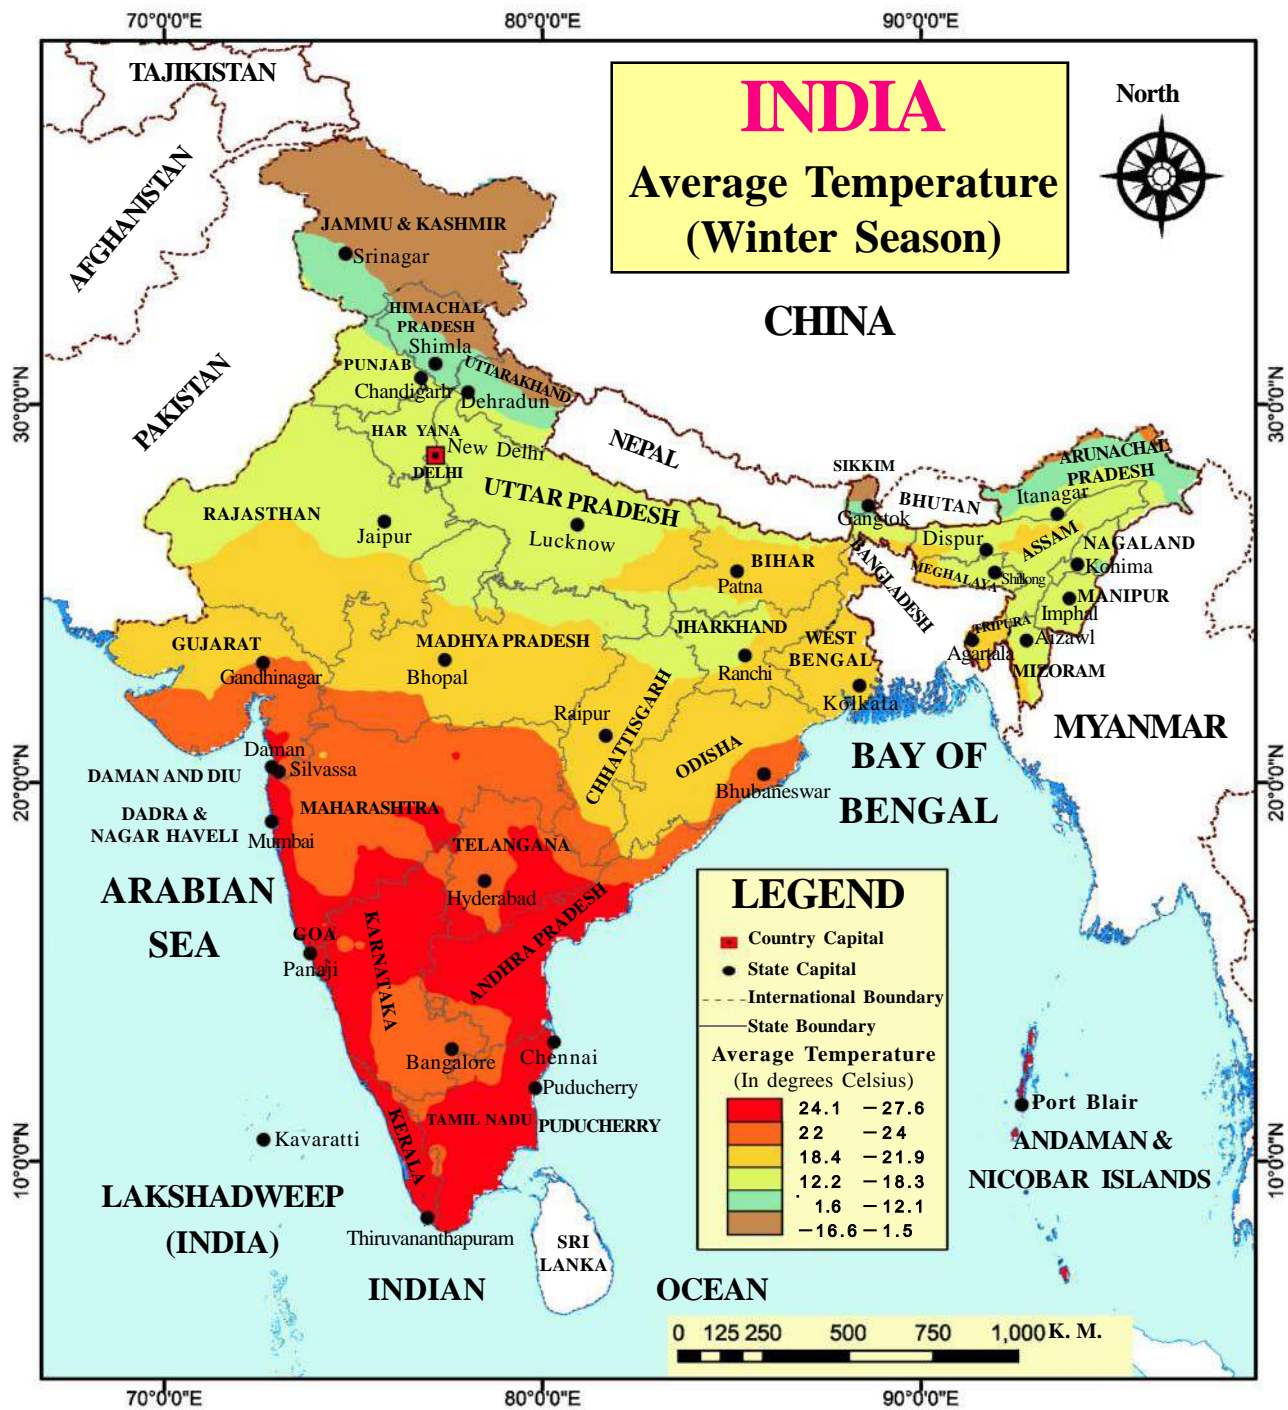 70°0'0"E 80°0'0"E 90°0'0"E
TAJIKISTAN
AFGHANISTAN
PAKISTAN
INDIA
Average Temperature
(Winter Season)
North
CHINA
JAMMU & KASHMIR
Srinagar
HIMACHAL
PRADESH
Shimla
PUNJAB
UTTARAKHAND
Chandigarh
Dehradun
30°0'0"N
30°0'0"N
HAR YANA
New Delhi
DELHI
NEPAL
SIKKIM
Gangtok
BHUTAN
ARUNACHAL
PRADESH
Itanagar
RAJASTHAN
Jaipur
UTTAR PRADESH
Lucknow
BIHAR
Patna
BANGLADESH
Dispur
ASSAM
NAGALAND
Kohima
MEGHALAYA
Shillong
MANIPUR
Imphal
TRIPURA
Agartala
Aizawl
MIZORAM
GUJARAT
Gandhinagar
MADHYA PRADESH
Bhopal
JHARKHAND
Ranchi
WEST
BENGAL
Kolkata
MYANMAR
Raipur
CHHATTISGARH
ODISHA
Bhubaneswar
BAY OF
BENGAL
20°0'0"N
20°0'0"N
Daman
Silvassa
DAMAN AND DIU
DADRA &
NAGAR HAVELI
MAHARASHTRA
Mumbai
TELANGANA
Hyderabad
ARABIAN
SEA
GOA
Panaji
KARNATAKA
ANDHRA PRADESH
Bangalore
Chennai
Puducherry
TAMIL NADU
PUDUCHERRY
KERALA
Kavaratti
LAKSHADWEEP
(INDIA)
Thiruvananthapuram
SRI
LANKA
INDIAN OCEAN
10°0'0"N
10°0'0"N
Port Blair
ANDAMAN &
NICOBAR ISLANDS
LEGEND
Country Capital
State Capital
International Boundary
State Boundary
Average Temperature
(In degrees Celsius)
24.1 –27.6
22 –24
18.4 –21.9
12.2 –18.3
1.6 –12.1
–16.6 –1.5
0 125 250 500 750 1,000 K. M.
70°0'0"E 80°0'0"E 90°0'0"E